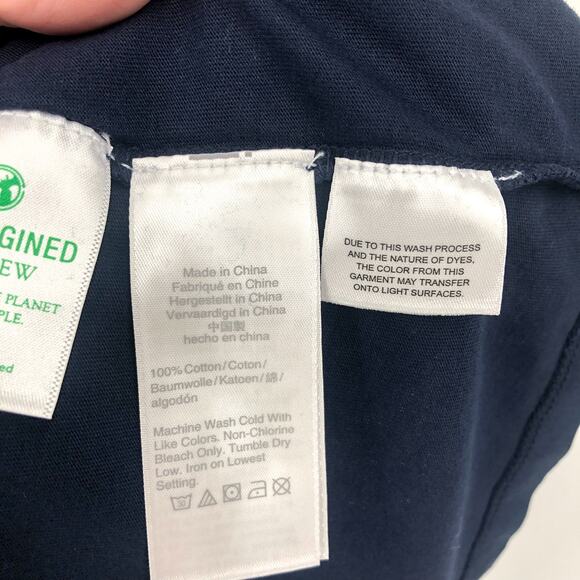 GINED
EW
PLANET
PLE.
ed
Made in China
Fabriqué en Chine
Hergestellt in China
Vervaardigd in China
中国製
hecho en china
100% Cotton/Coton/
Baumwolle/Katoen/綿/
algodón
Machine Wash Cold With
Like Colors. Non-Chlorine
Bleach Only. Tumble Dry
Low. Iron on Lowest
Setting.
30
DUE TO THIS WASH PROCESS
AND THE NATURE OF DYES,
THE COLOR FROM THIS
GARMENT MAY TRANSFER
ONTO LIGHT SURFACES.